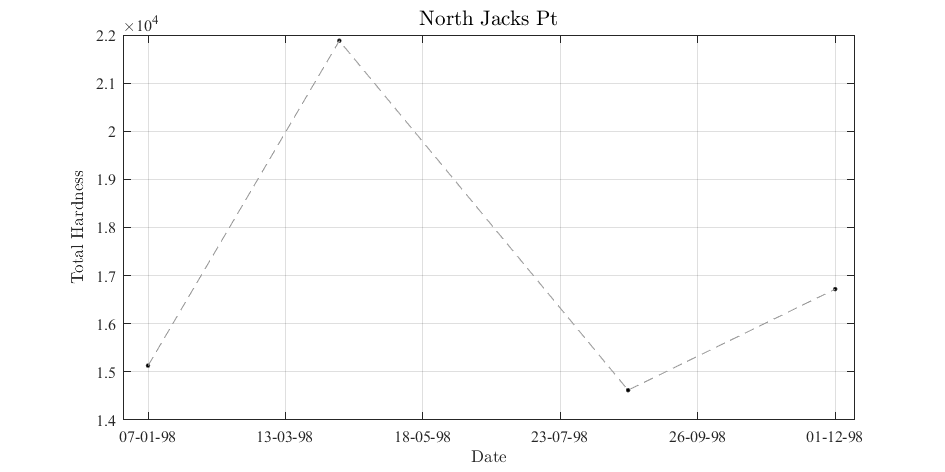 North Jacks Pt
×10⁴
2.2
2.1
2
1.9
1.8
1.7
1.6
1.5
1.4
Total Hardness
07-01-98 13-03-98 18-05-98 23-07-98 26-09-98 01-12-98
Date